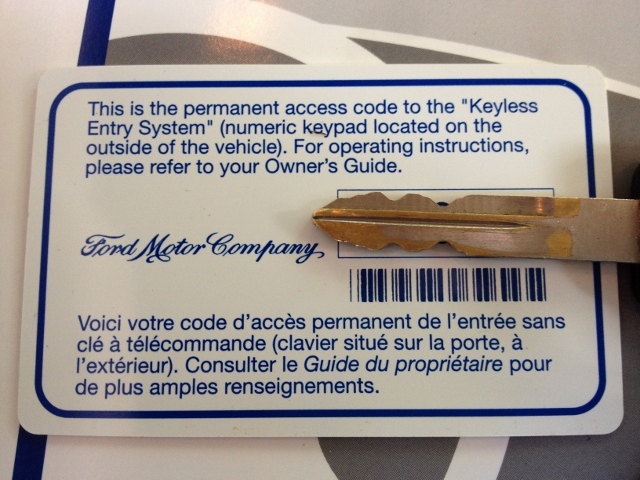 This is the permanent access code to the "Keyless
Entry System" (numeric keypad located on the
outside of the vehicle). For operating instructions,
please refer to your Owner's Guide.
Ford Motor Company,
Voici votre code d'accès permanent de l'entrée sans
clé à télécommande (clavier situé sur la porte, à
l'extérieur). Consulter le Guide du propriétaire pour
de plus amples renseignements.